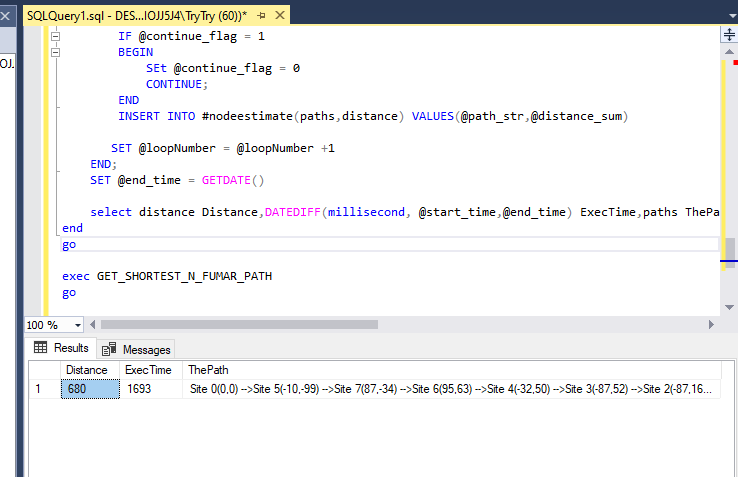 SQLQuery1.sql - DES...IOJJ5J4\TryTry (60))*
OJ.
IF @continue_flag = 1
BEGIN
SET @continue_flag = 0
CONTINUE;
END
INSERT INTO #nodeestimate(paths,distance) VALUES(@path_str,@distance_sum)
SET @loopNumber = @loopNumber +1
END;
SET @end_time = GETDATE()
select distance Distance,DATEDIFF(millisecond, @start_time,@end_time) ExecTime,paths ThePa
end
go
exec GET_SHORTEST_N_FUMAR_PATH
go
100 %
Results Messages
Distance ExecTime ThePath
1 680 1693 Site 0(0,0) -->Site 5(-10,-99) -->Site 7(87,-34) -->Site 6(95,63) -->Site 4(-32,50) -->Site 3(-87,52) -->Site 2(-87,16...